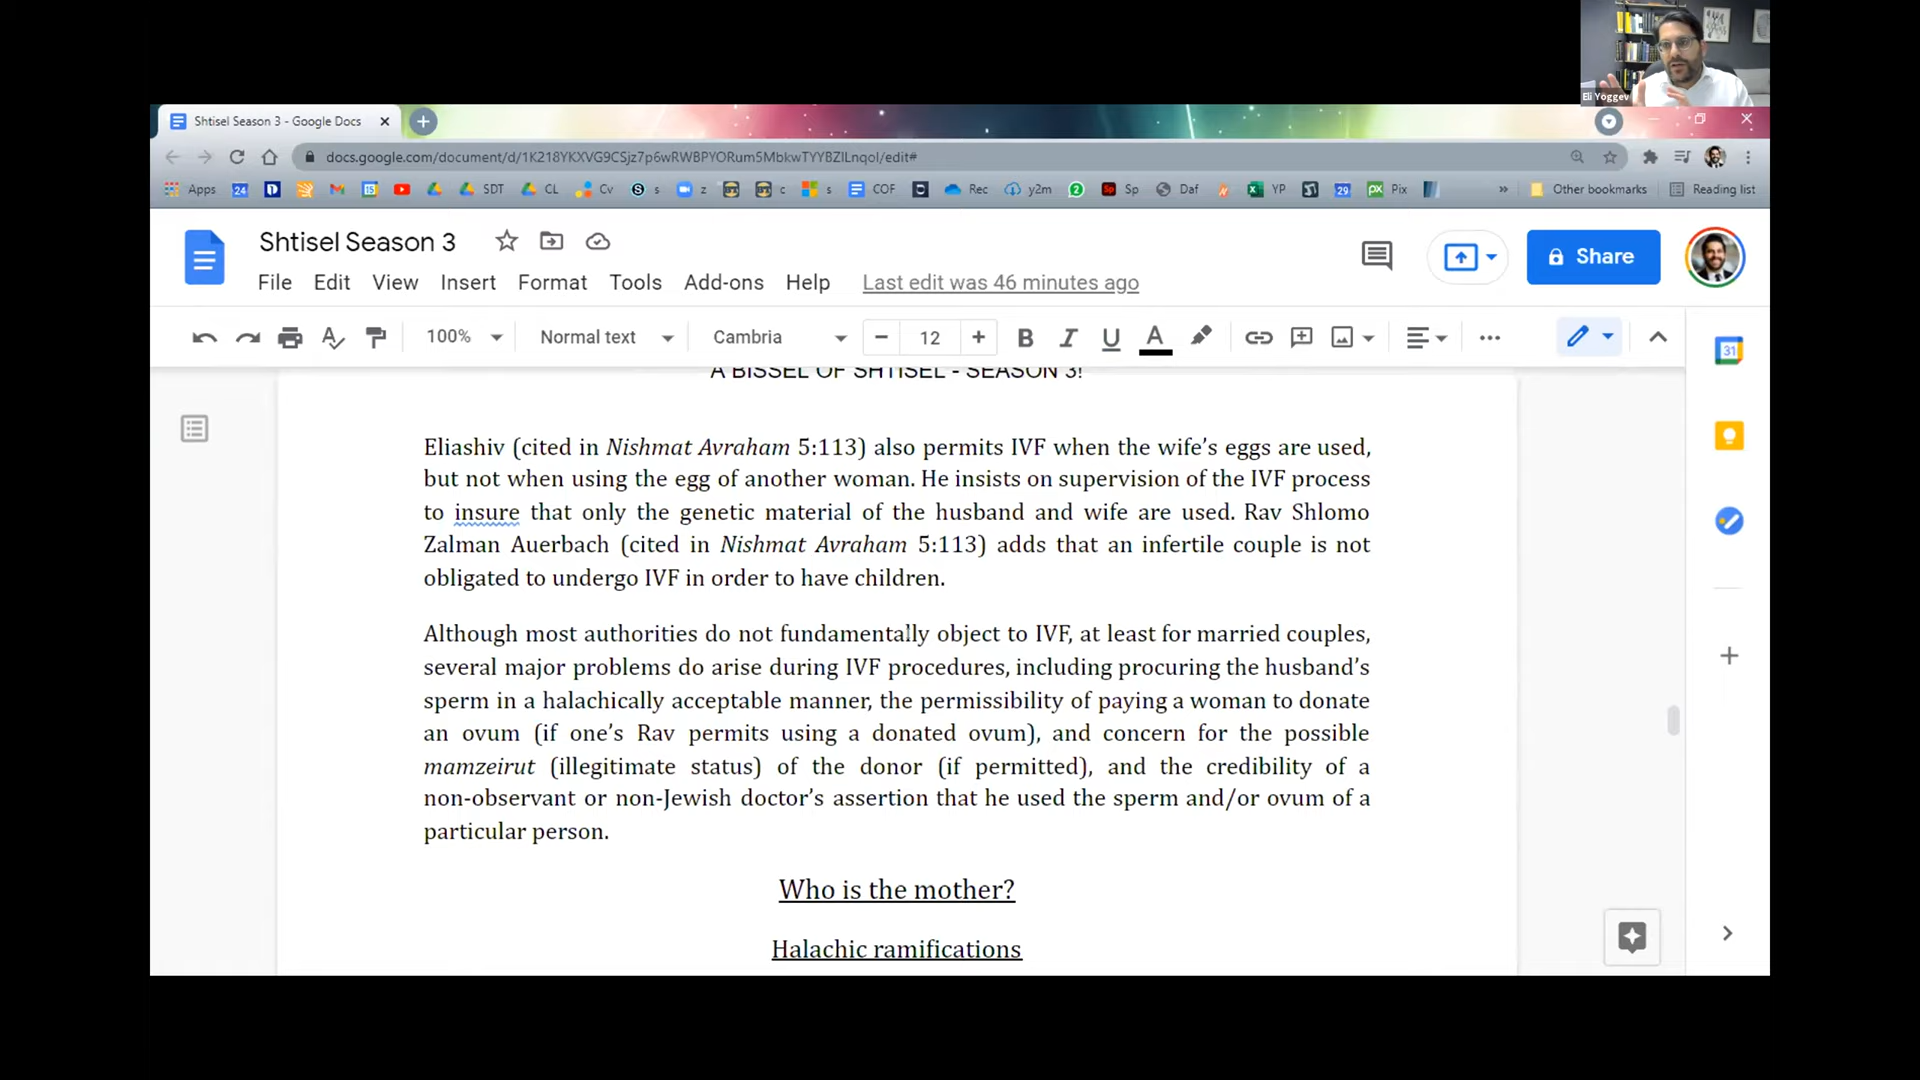 Eli Yoggev
Shtisel Season 3 - Google Docs
docs.google.com/document/d/1K218YKXVG9CSjz7p6wRWBPYORum5MbkwTYYBZILnqoI/edit#
Apps 24 15 SDT CL Cv s z c s COF Rec y2m 2 Sp Daf YP 29 px Pix » Other bookmarks Reading list
Shtisel Season 3
Share
File Edit View Insert Format Tools Add-ons Help Last edit was 46 minutes ago
100% Normal text Cambria 12 B I U A
31
A BISSEL OF SHTISEL - SEASON 3!
Eliashiv (cited in Nishmat Avraham 5:113) also permits IVF when the wife’s eggs are used,
but not when using the egg of another woman. He insists on supervision of the IVF process
to insure that only the genetic material of the husband and wife are used. Rav Shlomo
Zalman Auerbach (cited in Nishmat Avraham 5:113) adds that an infertile couple is not
obligated to undergo IVF in order to have children.
Although most authorities do not fundamentally object to IVF, at least for married couples,
several major problems do arise during IVF procedures, including procuring the husband’s
sperm in a halachically acceptable manner, the permissibility of paying a woman to donate
an ovum (if one’s Rav permits using a donated ovum), and concern for the possible
mamzeirut (illegitimate status) of the donor (if permitted), and the credibility of a
non-observant or non-Jewish doctor’s assertion that he used the sperm and/or ovum of a
particular person.
Who is the mother?
Halachic ramifications